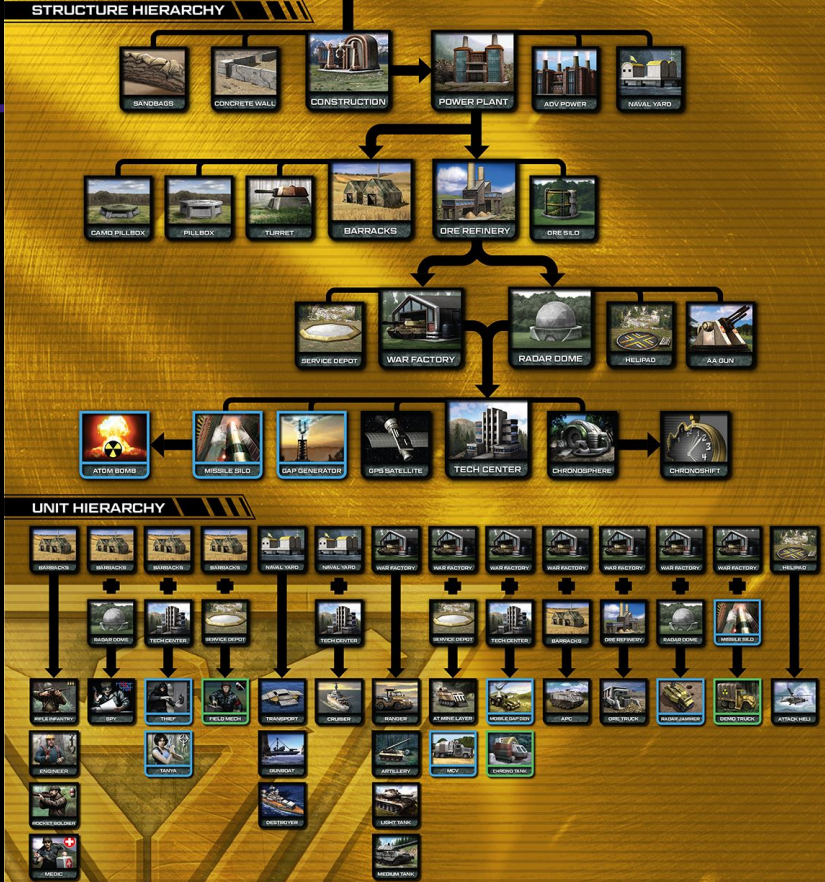 STRUCTURE HIERARCHY
SANDBAGS
CONCRETE WALL
CONSTRUCTION
POWER PLANT
ADV POWER
NAVAL YARD
CAMO PILLBOX
PILLBOX
TURRET
BARRACKS
ORE REFINERY
ORE SILO
SERVICE DEPOT
WAR FACTORY
RADAR DOME
HELIPAD
AA GUN
ATOM BOMB
MISSILE SILO
GAP GENERATOR
GPS SATELLITE
TECH CENTER
CHRONOSPHERE
CHRONOSHIFT
UNIT HIERARCHY
BARRACKS
BARRACKS
BARRACKS
BARRACKS
NAVAL YARD
NAVAL YARD
WAR FACTORY
WAR FACTORY
WAR FACTORY
WAR FACTORY
WAR FACTORY
WAR FACTORY
WAR FACTORY
HELIPAD
RADAR DOME
TECH CENTER
SERVICE DEPOT
TECH CENTER
SERVICE DEPOT
TECH CENTER
BARRACKS
ORE REFINERY
RADAR DOME
MISSILE SILO
RIFLE INFANTRY
SPY
THIEF
FIELD MECH
TRANSPORT
CRUISER
RANGER
AT MINE LAYER
MOBILE GAP GEN
APC
ORE TRUCK
RADAR JAMMER
DEMO TRUCK
ATTACK HELI
ENGINEER
TANYA
GUNBOAT
ARTILLERY
MCV
CHRONO TANK
ROCKET SOLDIER
DESTROYER
LIGHT TANK
MEDIC
MEDIUM TANK